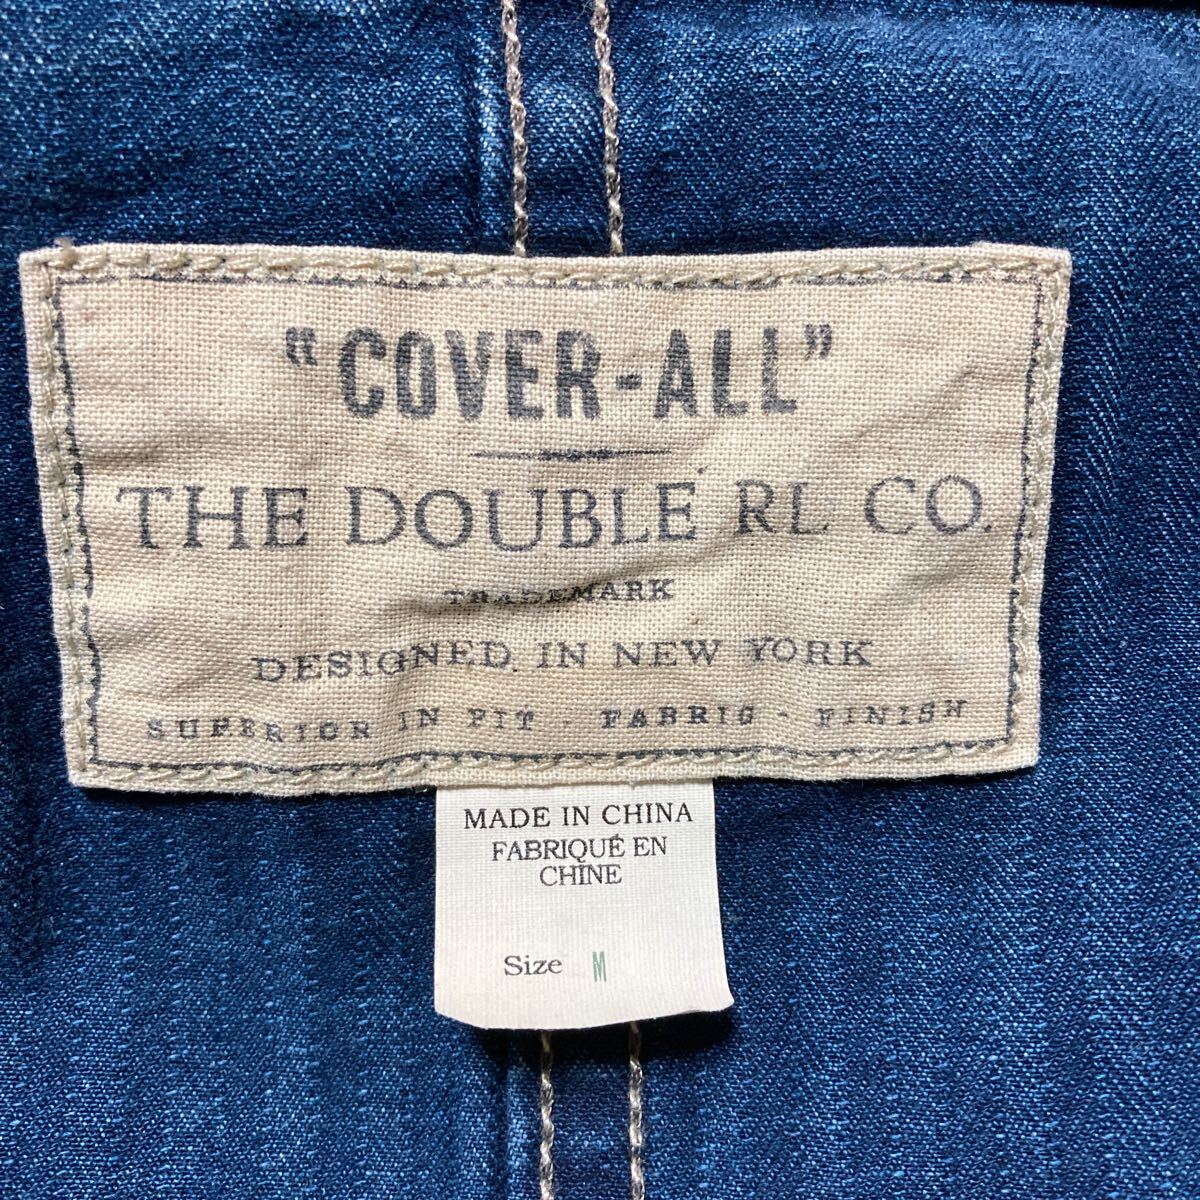 "COVER-ALL"
THE DOUBLE RL CO.
TRADEMARK
DESIGNED IN NEW YORK
SUPERIOR IN FIT - FABRIC - FINISH
MADE IN CHINA
FABRIQUÉ EN
CHINE
Size M